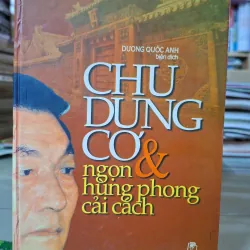 DƯƠNG QUỐC ANH
biên dịch
CHU
DUNG
CƠ &
ngọn
hùng phong
cải cách